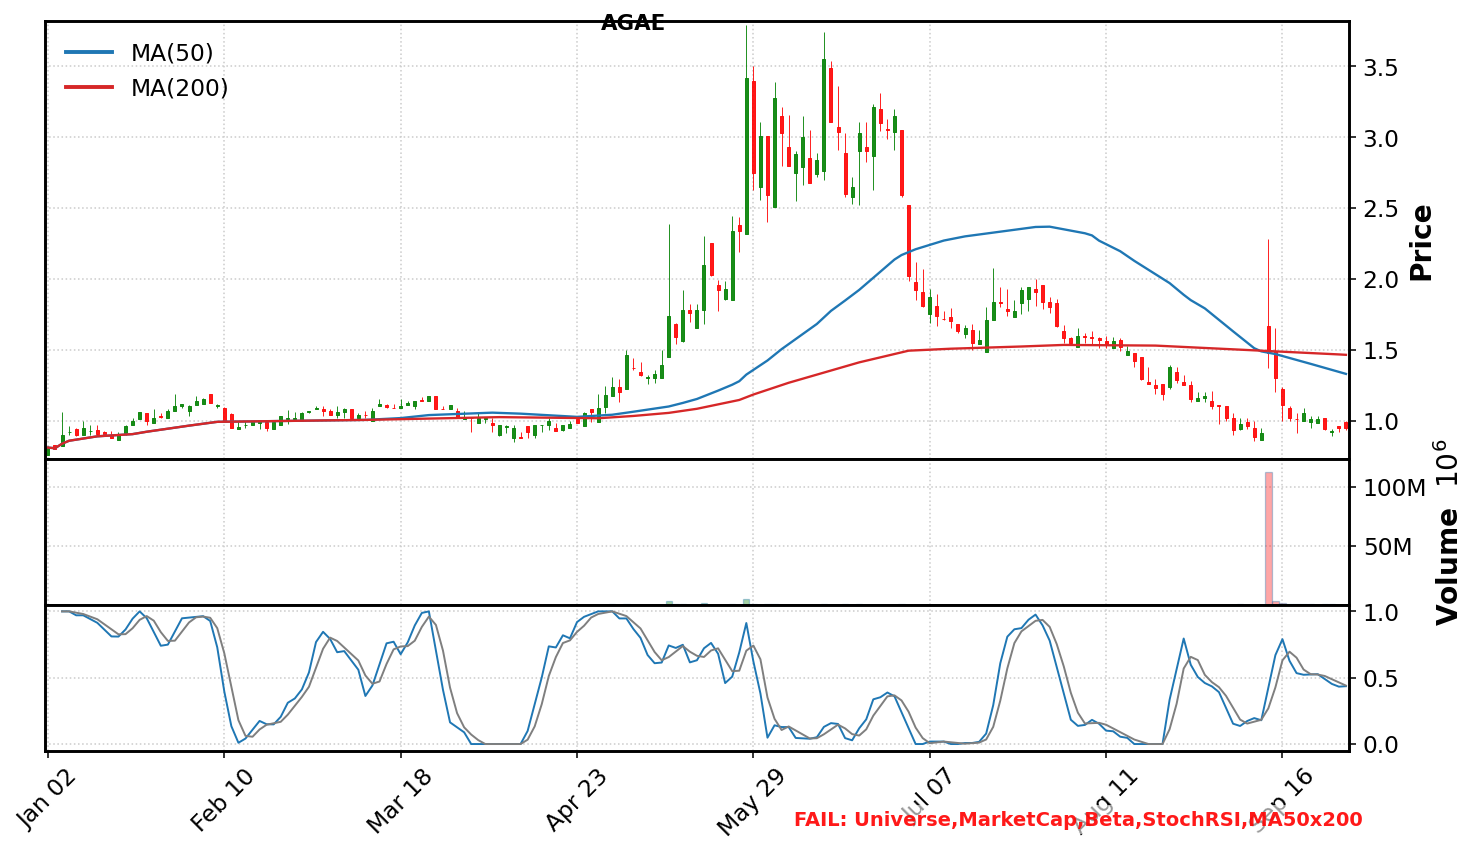 AGAE
MA(50)
MA(200)
3.5
3.0
2.5
2.0
1.5
1.0
Price
100M
50M
Volume 10⁶
1.0
0.5
0.0
Jan 02
Feb 10
Mar 18
Apr 23
May 29
Jul 07
Aug 11
Sep 16
FAIL: Universe,MarketCap,Beta,StochRSI,MA50x200